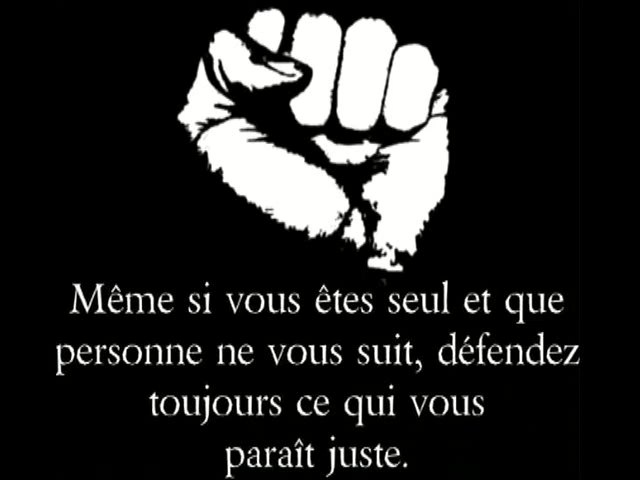 Même si vous êtes seul et que
personne ne vous suit, défendez
toujours ce qui vous
paraît juste.